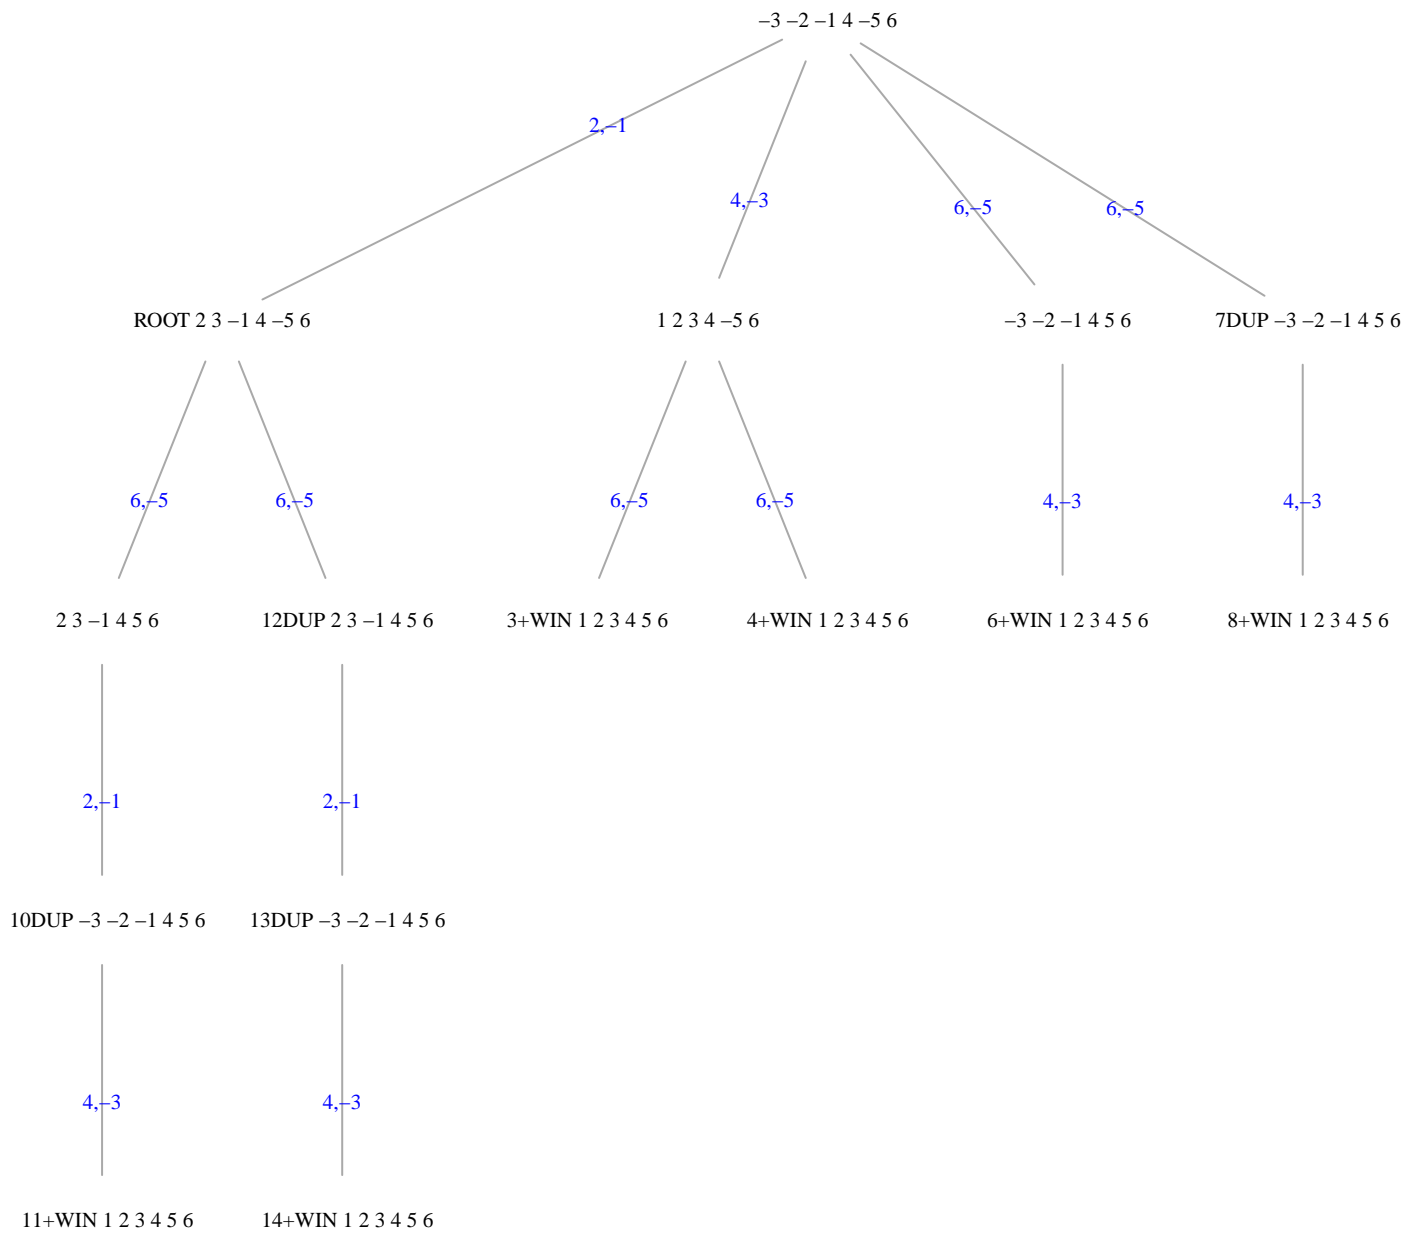 –3 –2 –1 4 –5 6
2,–1
4,–3
6,–5
6,–5
ROOT 2 3 –1 4 –5 6
1 2 3 4 –5 6
–3 –2 –1 4 5 6
7DUP –3 –2 –1 4 5 6
6,–5
6,–5
6,–5
6,–5
4,–3
4,–3
2 3 –1 4 5 6
12DUP 2 3 –1 4 5 6
3+WIN 1 2 3 4 5 6
4+WIN 1 2 3 4 5 6
6+WIN 1 2 3 4 5 6
8+WIN 1 2 3 4 5 6
2,–1
2,–1
10DUP –3 –2 –1 4 5 6
13DUP –3 –2 –1 4 5 6
4,–3
4,–3
11+WIN 1 2 3 4 5 6
14+WIN 1 2 3 4 5 6